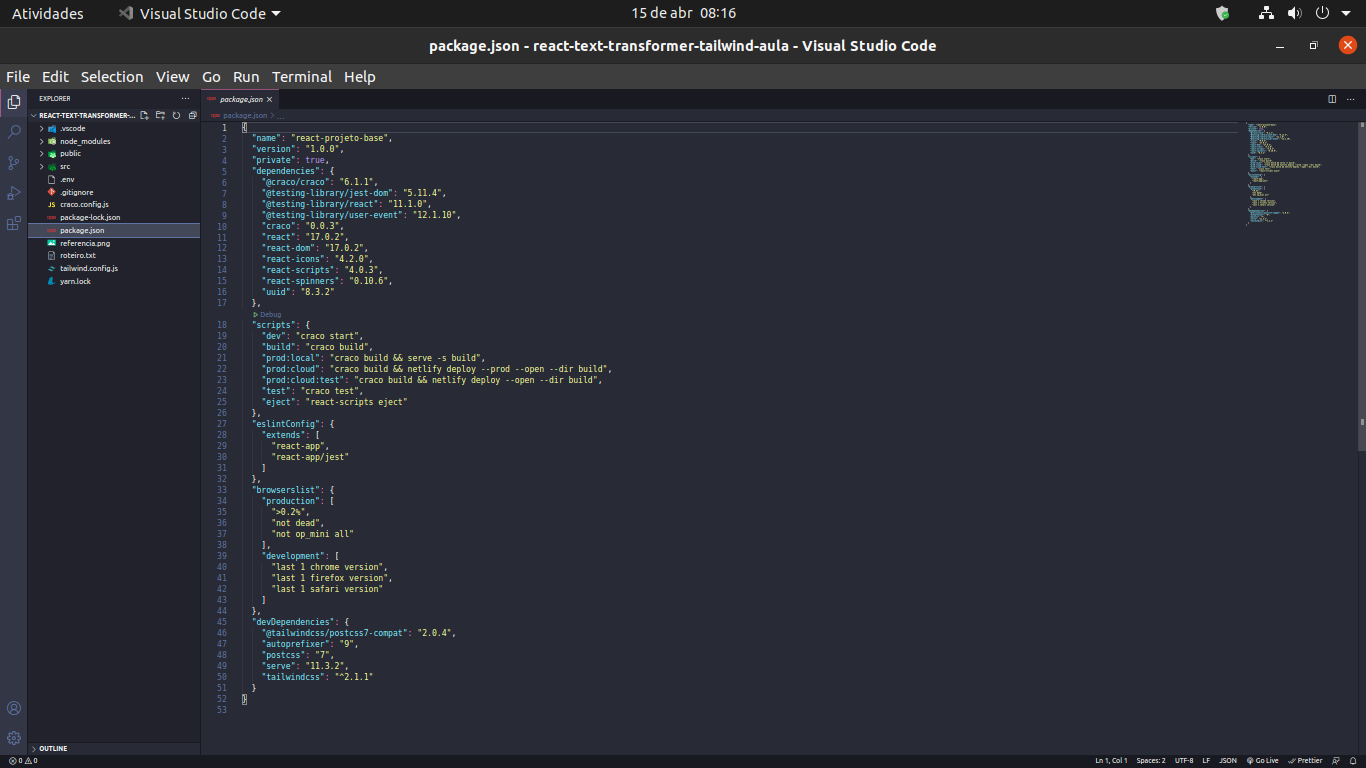 Atividades
Visual Studio Code
15 de abr 08:16
package.json - react-text-transformer-tailwind-aula - Visual Studio Code
File Edit Selection View Go Run Terminal Help
EXPLORER
REACT-TEXT-TRANSFORMER-...
.vscode
node_modules
public
src
.env
.gitignore
JS craco.config.js
package-lock.json
package.json
referencia.png
roteiro.txt
tailwind.config.js
yarn.lock
OUTLINE
package.json
package.json > ...
1 {
2 "name": "react-projeto-base",
3 "version": "1.0.0",
4 "private": true,
5 "dependencies": {
6 "@craco/craco": "6.1.1",
7 "@testing-library/jest-dom": "5.11.4",
8 "@testing-library/react": "11.1.0",
9 "@testing-library/user-event": "12.1.10",
10 "craco": "0.0.3",
11 "react": "17.0.2",
12 "react-dom": "17.0.2",
13 "react-icons": "4.2.0",
14 "react-scripts": "4.0.3",
15 "react-spinners": "0.10.6",
16 "uuid": "8.3.2"
17 },
Debug
18 "scripts": {
19 "dev": "craco start",
20 "build": "craco build",
21 "prod:local": "craco build && serve -s build",
22 "prod:cloud": "craco build && netlify deploy --prod --open --dir build",
23 "prod:cloud:test": "craco build && netlify deploy --open --dir build",
24 "test": "craco test",
25 "eject": "react-scripts eject"
26 },
27 "eslintConfig": {
28 "extends": [
29 "react-app",
30 "react-app/jest"
31 ]
32 },
33 "browserslist": {
34 "production": [
35 ">0.2%",
36 "not dead",
37 "not op_mini all"
38 ],
39 "development": [
40 "last 1 chrome version",
41 "last 1 firefox version",
42 "last 1 safari version"
43 ]
44 },
45 "devDependencies": {
46 "@tailwindcss/postcss7-compat": "2.0.4",
47 "autoprefixer": "9",
48 "postcss": "7",
49 "serve": "11.3.2",
50 "tailwindcss": "^2.1.1"
51 }
52 }
53
0 0
Ln 1, Col 1 Spaces: 2 UTF-8 LF JSON Go Live Prettier